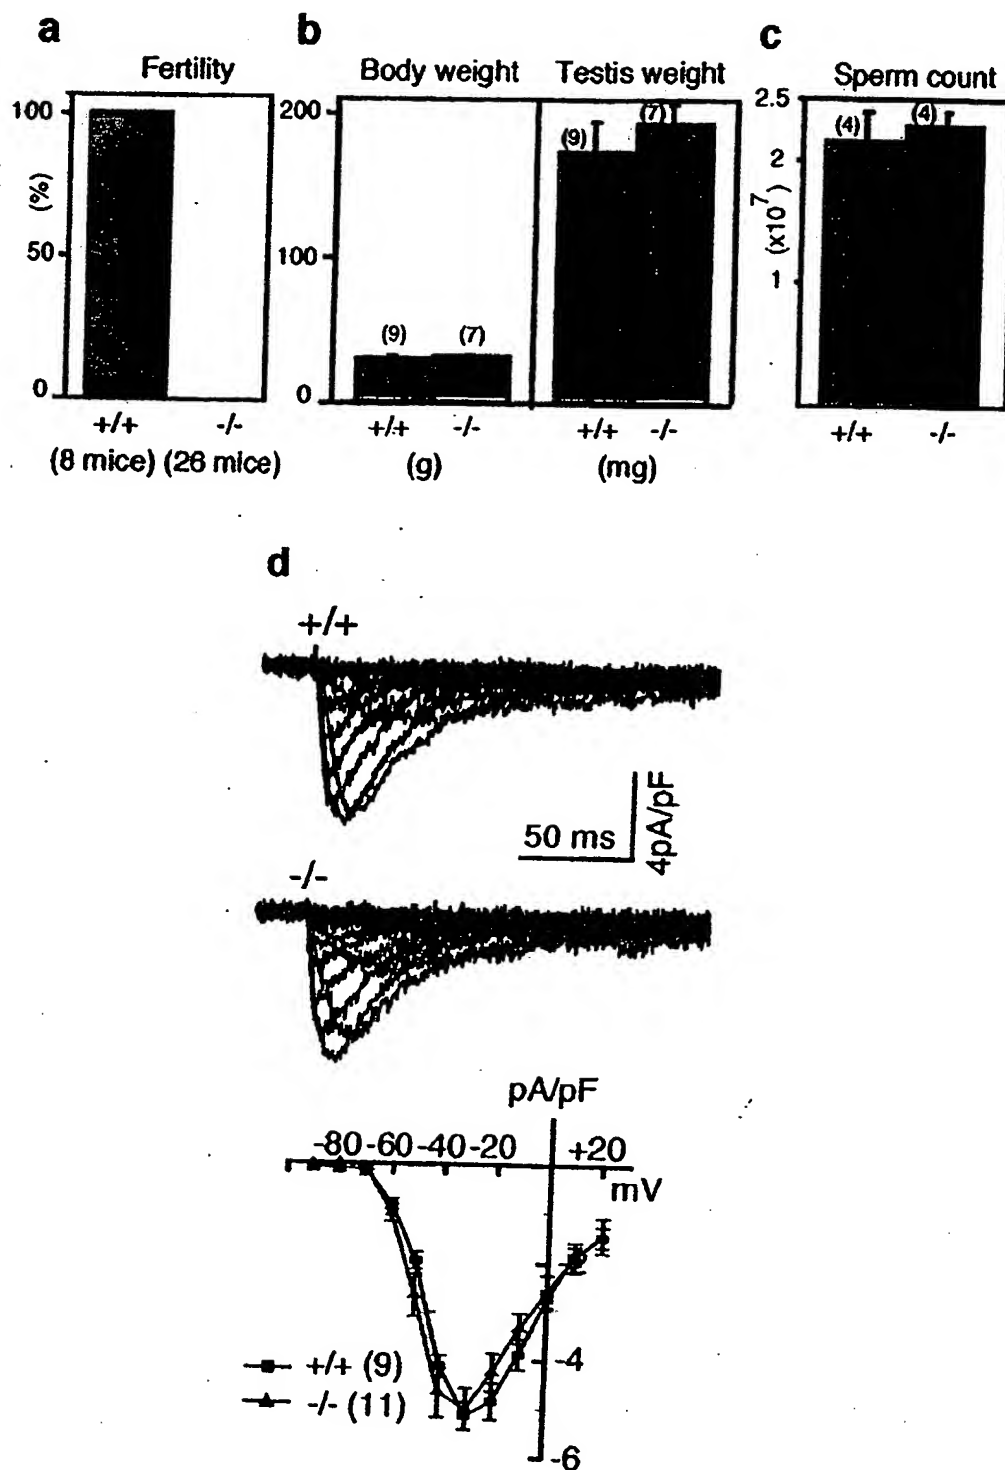 a
Fertility
100
(%)
50
0
+/+
-/-
(8 mice) (26 mice)
b
Body weight
Testis weight
200
100
0
(9)
(7)
(9)
(7)
+/+
-/-
+/+
-/-
(g)
(mg)
c
Sperm count
2.5
2
1
(x10^7)
(4)
(4)
+/+
-/-
d
+/+
50 ms
4pA/pF
-/-
pA/pF
-80 -60 -40 -20
+20
mV
-4
-6
+/+ (9)
-/- (11)